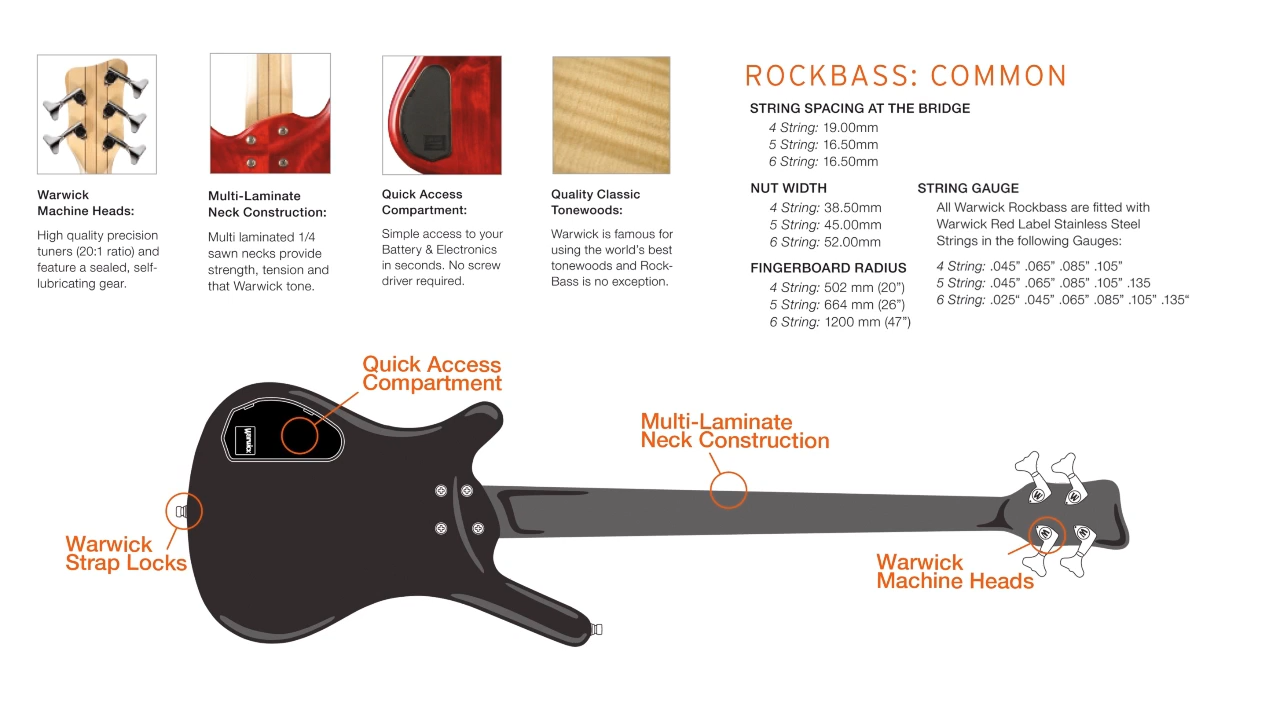 Warwick
Machine Heads:
High quality precision
tuners (20:1 ratio) and
feature a sealed, self-
lubricating gear.
Multi-Laminate
Neck Construction:
Multi laminated 1/4
sawn necks provide
strength, tension and
that Warwick tone.
Quick Access
Compartment:
Simple access to your
Battery & Electronics
in seconds. No screw
driver required.
Quality Classic
Tonewoods:
Warwick is famous for
using the world’s best
tonewoods and Rock-
Bass is no exception.
ROCKBASS: COMMON
STRING SPACING AT THE BRIDGE
4 String: 19.00mm
5 String: 16.50mm
6 String: 16.50mm
NUT WIDTH
4 String: 38.50mm
5 String: 45.00mm
6 String: 52.00mm
FINGERBOARD RADIUS
4 String: 502 mm (20”)
5 String: 664 mm (26”)
6 String: 1200 mm (47”)
STRING GAUGE
All Warwick Rockbass are fitted with
Warwick Red Label Stainless Steel
Strings in the following Gauges:
4 String: .045” .065” .085” .105”
5 String: .045” .065” .085” .105” .135
6 String: .025“ .045” .065” .085” .105” .135“
Quick Access
Compartment
Multi-Laminate
Neck Construction
Warwick
Strap Locks
Warwick
Machine Heads
Warwick
W
W
W
W